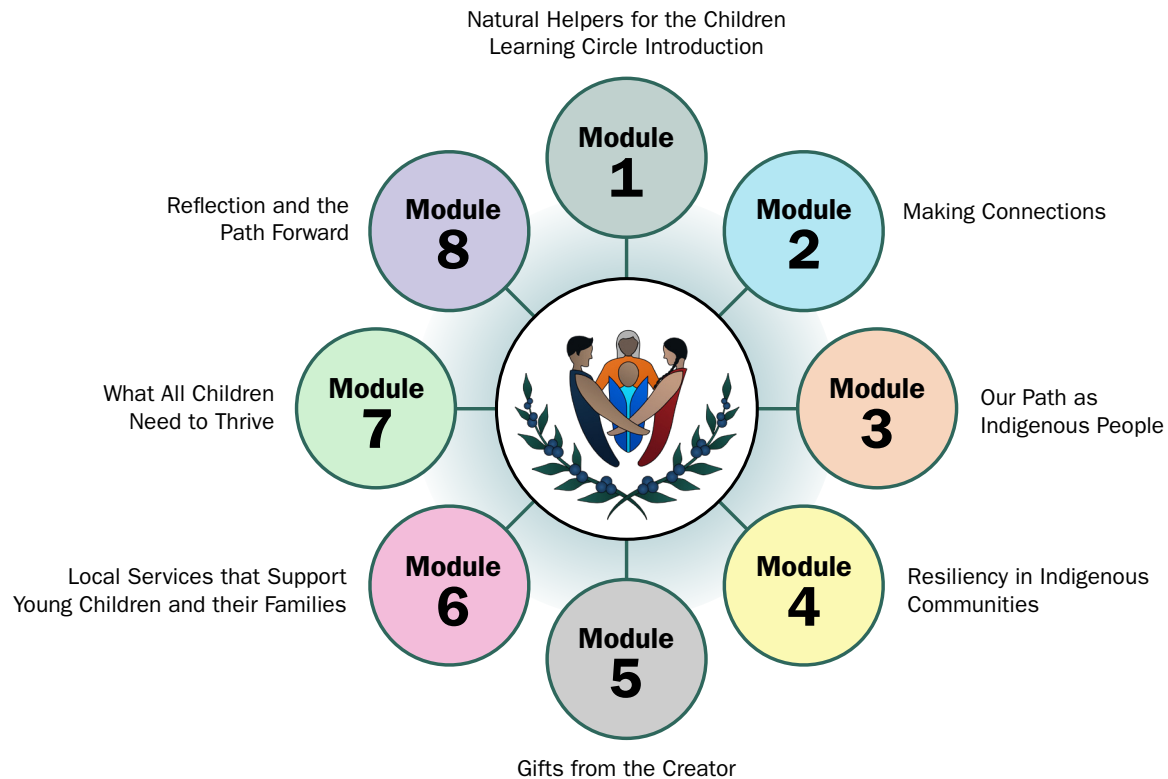 Natural Helpers for the Children
Learning Circle Introduction
Module
1
Module
2
Making Connections
Module
3
Our Path as
Indigenous People
Module
4
Resiliency in Indigenous
Communities
Module
5
Gifts from the Creator
Module
6
Local Services that Support
Young Children and their Families
Module
7
What All Children
Need to Thrive
Module
8
Reflection and the
Path Forward